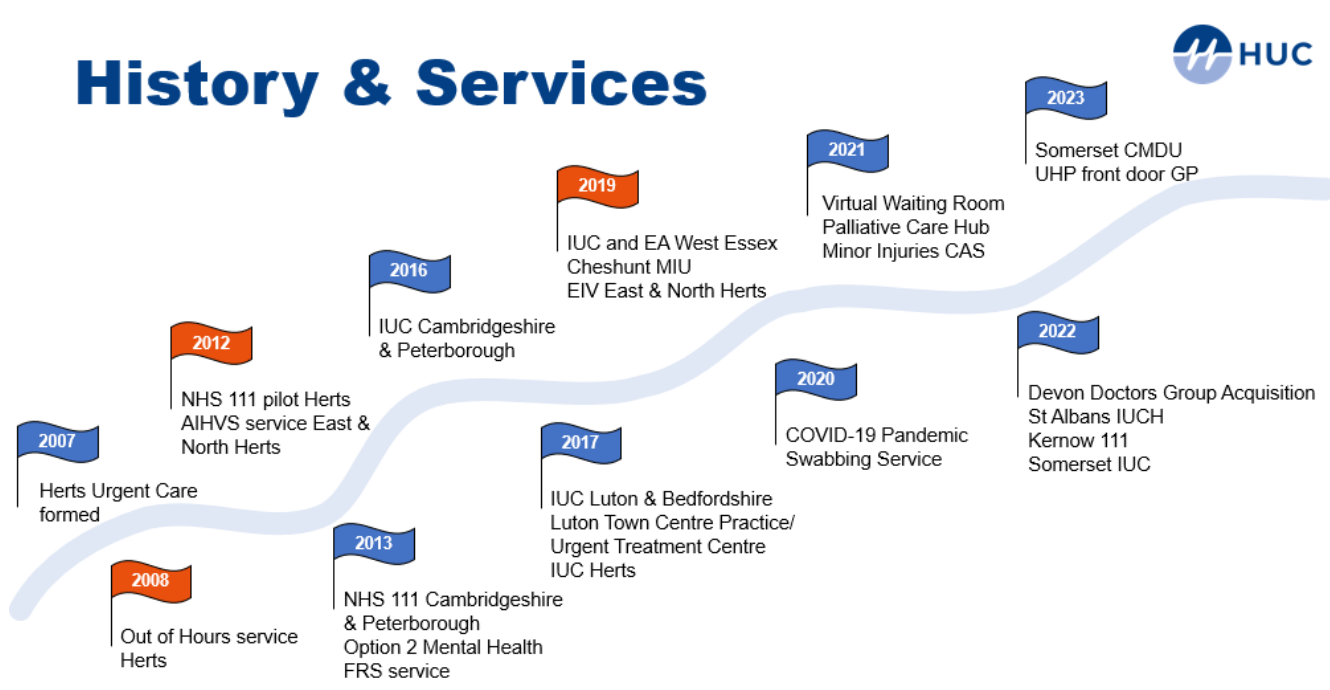 History & Services
HUC
2007
Herts Urgent Care
formed
2008
Out of Hours service
Herts
2012
NHS 111 pilot Herts
AIHVS service East &
North Herts
2013
NHS 111 Cambridgeshire
& Peterborough
Option 2 Mental Health
FRS service
2016
IUC Cambridgeshire
& Peterborough
2017
IUC Luton & Bedfordshire
Luton Town Centre Practice/
Urgent Treatment Centre
IUC Herts
2019
IUC and EA West Essex
Cheshunt MIU
EIV East & North Herts
2020
COVID-19 Pandemic
Swabbing Service
2021
Virtual Waiting Room
Palliative Care Hub
Minor Injuries CAS
2022
Devon Doctors Group Acquisition
St Albans IUCH
Kernow 111
Somerset IUC
2023
Somerset CMDU
UHP front door GP